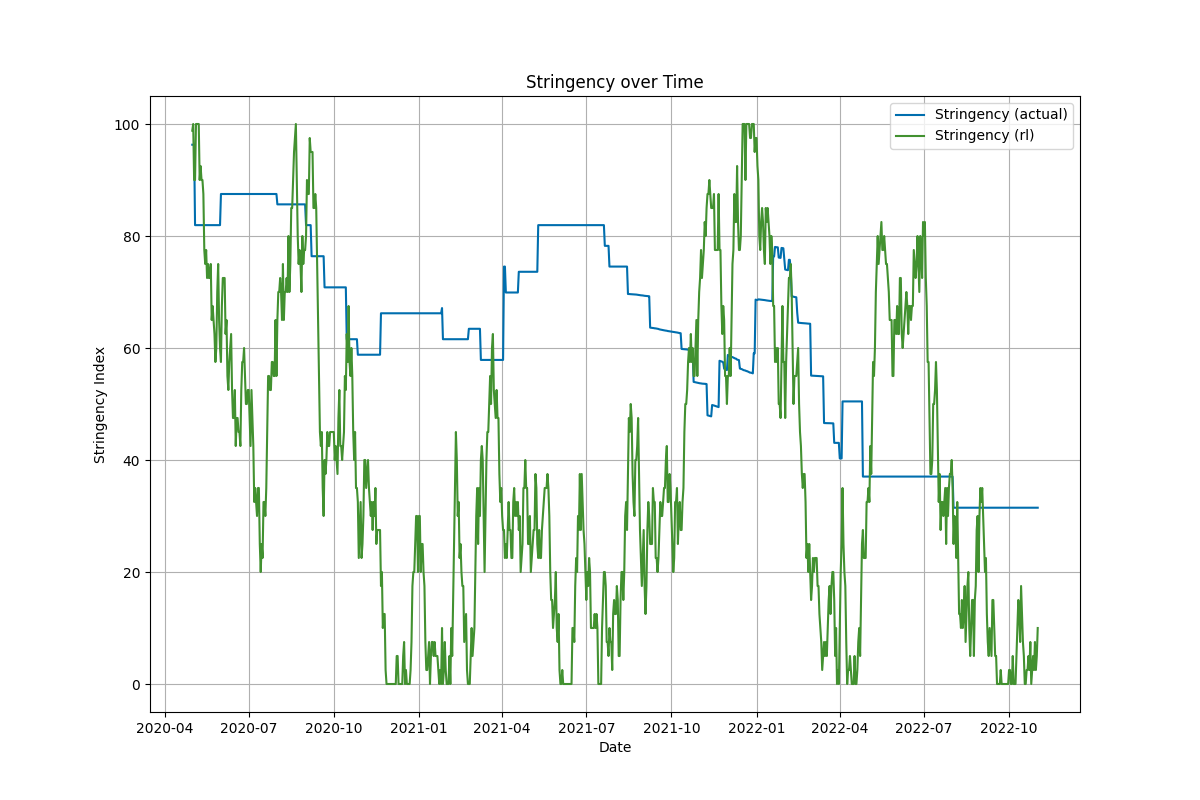 Stringency over Time
Stringency (actual)
Stringency (rl)
Stringency Index
100
80
60
40
20
0
2020-04 2020-07 2020-10 2021-01 2021-04 2021-07 2021-10 2022-01 2022-04 2022-07 2022-10
Date